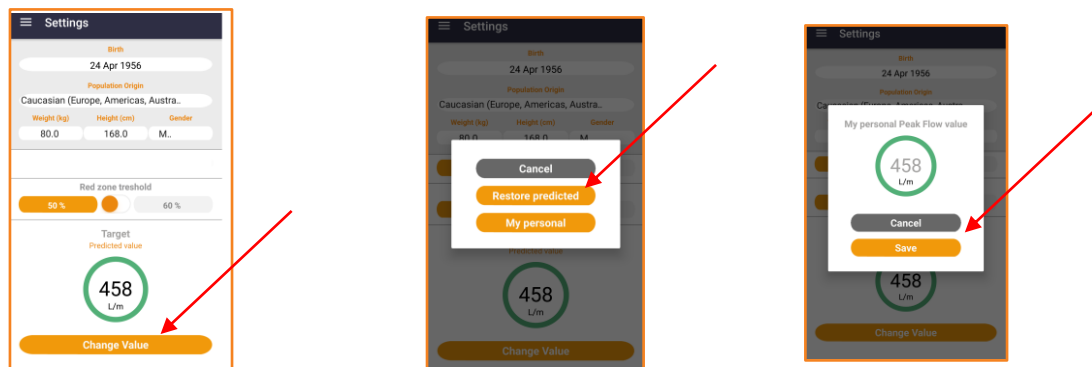 Settings
Birth
24 Apr 1956
Population Origin
Caucasian (Europe, Americas, Austra..
Weight (kg) Height (cm) Gender
80.0 168.0 M..
Red zone treshold
50 % 60 %
Target
Predicted value
458
L/m
Change Value
Settings
Birth
24 Apr 1956
Population Origin
Caucasian (Europe, Americas, Austra..
Weight (kg) Height (cm) Gender
80.0 168.0 M
Cancel
Restore predicted
My personal
Predicted value
458
L/m
Change Value
Settings
Birth
24 Apr 1956
Population Origin
My personal Peak Flow value
458
L/m
Cancel
Save
458
L/m
Change Value